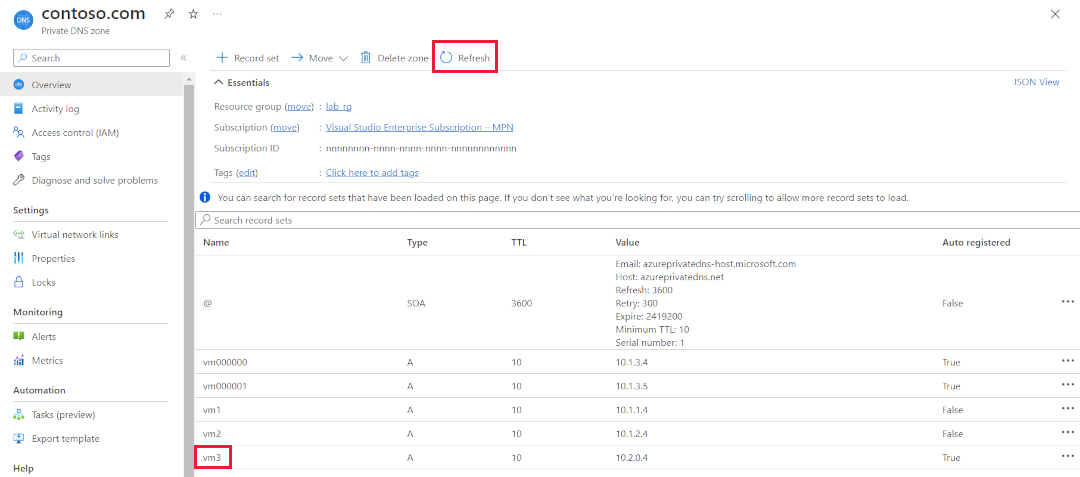 DNS contoso.com ...
Private DNS zone
Search «
Record set Move Delete zone Refresh
Overview
Activity log
Access control (IAM)
Tags
Diagnose and solve problems
Settings
Virtual network links
Properties
Locks
Monitoring
Alerts
Metrics
Automation
Tasks (preview)
Export template
Help
Essentials JSON View
Resource group (move) : lab_rg
Subscription (move) : Visual Studio Enterprise Subscription – MPN
Subscription ID : nnnnnnnn-nnnn-nnnn-nnnn-nnnnnnnnnnnn
Tags (edit) : Click here to add tags
You can search for record sets that have been loaded on this page. If you don't see what you're looking for, you can try scrolling to allow more record sets to load.
Search record sets
Name Type TTL Value Auto registered
Email: azureprivatedns-host.microsoft.com
Host: azureprivatedns.net
Refresh: 3600
@ SOA 3600 Retry: 300 False ...
Expire: 2419200
Minimum TTL: 10
Serial number: 1
vm000000 A 10 10.1.3.4 True ...
vm000001 A 10 10.1.3.5 True ...
vm1 A 10 10.1.1.4 False ...
vm2 A 10 10.1.2.4 False ...
vm3 A 10 10.2.0.4 True ...